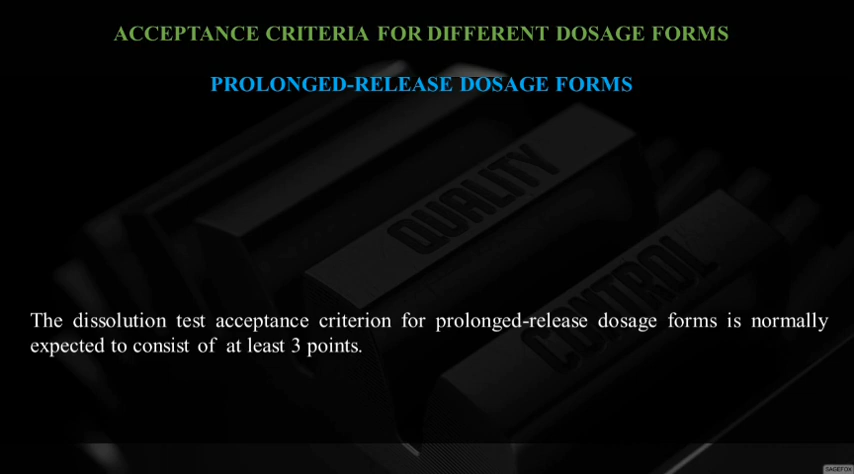 ACCEPTANCE CRITERIA FOR DIFFERENT DOSAGE FORMS
PROLONGED-RELEASE DOSAGE FORMS
QUALITY
CONTROL
The dissolution test acceptance criterion for prolonged-release dosage forms is normally
expected to consist of at least 3 points.
SAGEFOX